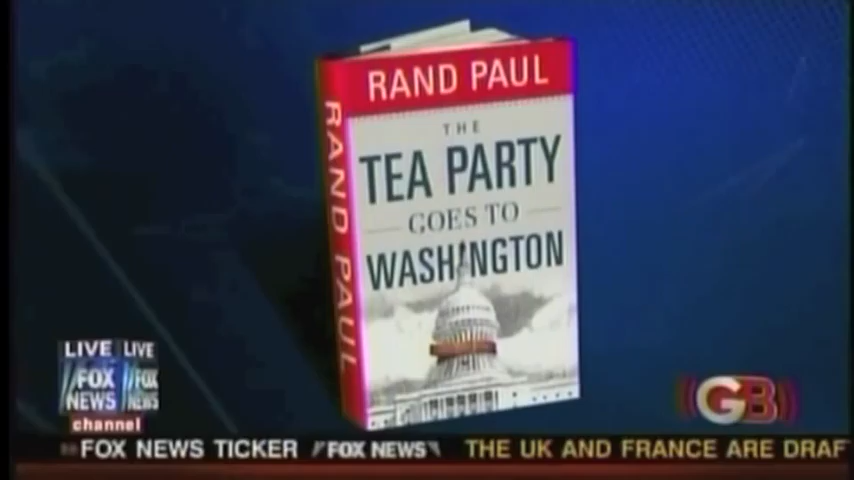 RAND PAUL
THE
TEA PARTY
GOES TO
WASHINGTON
RAND PAUL
LIVE LIVE
FOX FOX
NEWS NEWS
channel
GB
FOX NEWS TICKER FOX NEWS THE UK AND FRANCE ARE DRAF